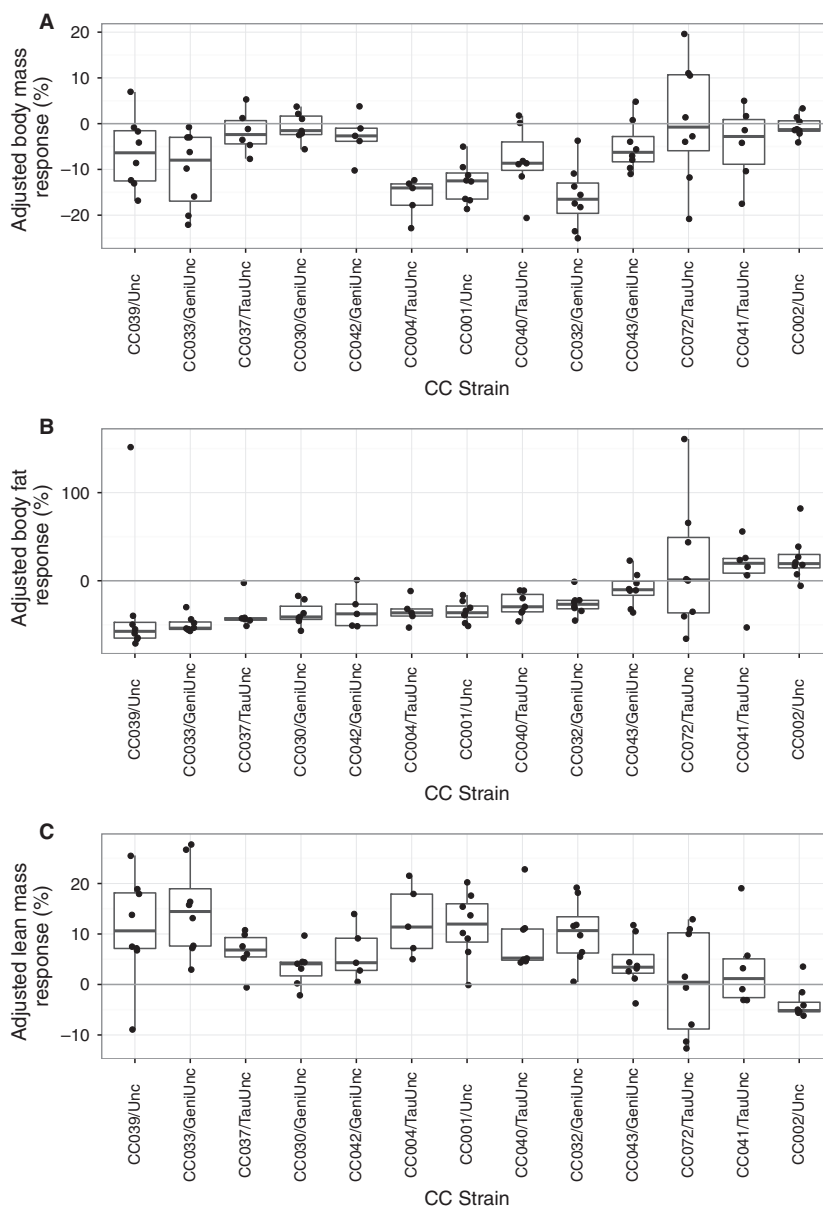 A
Adjusted body mass
response (%)
20
10
0
−10
−20
CC039/Unc
CC033/GeniUnc
CC037/TauUnc
CC030/GeniUnc
CC042/GeniUnc
CC004/TauUnc
CC001/Unc
CC040/TauUnc
CC032/GeniUnc
CC043/GeniUnc
CC072/TauUnc
CC041/TauUnc
CC002/Unc
CC Strain
B
Adjusted body fat
response (%)
100
0
CC039/Unc
CC033/GeniUnc
CC037/TauUnc
CC030/GeniUnc
CC042/GeniUnc
CC004/TauUnc
CC001/Unc
CC040/TauUnc
CC032/GeniUnc
CC043/GeniUnc
CC072/TauUnc
CC041/TauUnc
CC002/Unc
CC Strain
C
Adjusted lean mass
response (%)
20
10
0
−10
CC039/Unc
CC033/GeniUnc
CC037/TauUnc
CC030/GeniUnc
CC042/GeniUnc
CC004/TauUnc
CC001/Unc
CC040/TauUnc
CC032/GeniUnc
CC043/GeniUnc
CC072/TauUnc
CC041/TauUnc
CC002/Unc
CC Strain